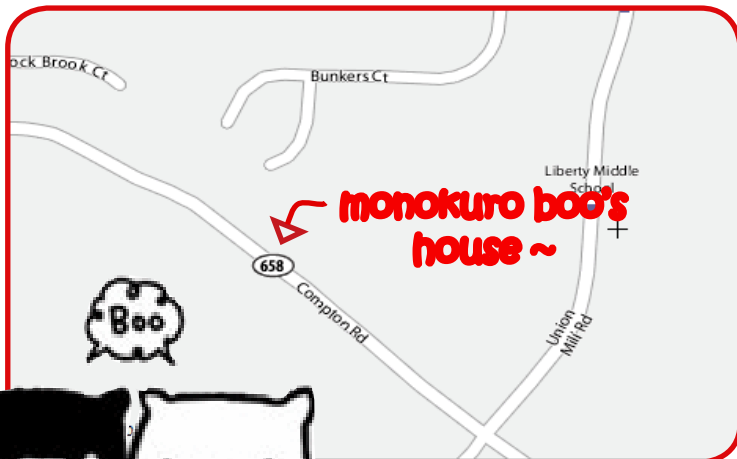 ock Brook Ct
Bunkers Ct
Liberty Middle
School
monokuro boo's
house ~
658
Compton Rd
Union
Mill Rd
Boo